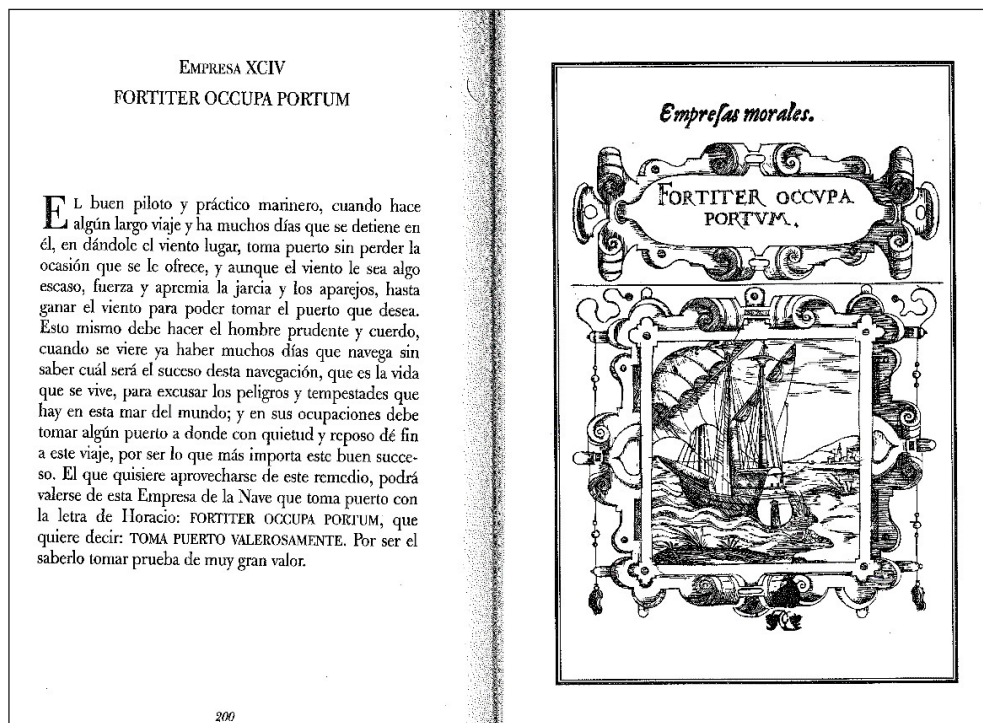 EMPRESA XCIV
FORTITER OCCUPA PORTUM
EL buen piloto y práctico marinero, cuando hace
algún largo viaje y ha muchos días que se detiene en
él, en dándole el viento lugar, toma puerto sin perder la
ocasión que se le ofrece, y aunque el viento le sea algo
escaso, fuerza y apremia la jarcia y los aparejos, hasta
ganar el viento para poder tomar el puerto que desea.
Esto mismo debe hacer el hombre prudente y cuerdo,
cuando se viere ya haber muchos días que navega sin
saber cuál será el suceso desta navegación, que es la vida
que se vive, para excusar los peligros y tempestades que
hay en esta mar del mundo; y en sus ocupaciones debe
tomar algún puerto a donde con quietud y reposo dé fin
a este viaje, por ser lo que más importa este buen succe-
so. El que quisiere aprovecharse de este remedio, podrá
valerse de esta Empresa de la Nave que toma puerto con
la letra de Horacio: FORTITER OCCUPA PORTUM, que
quiere decir: TOMA PUERTO VALEROSAMENTE. Por ser el
saberlo tomar prueba de muy gran valor.
200
Empreſas morales.
FORTITER OCCVPA
PORTVM.